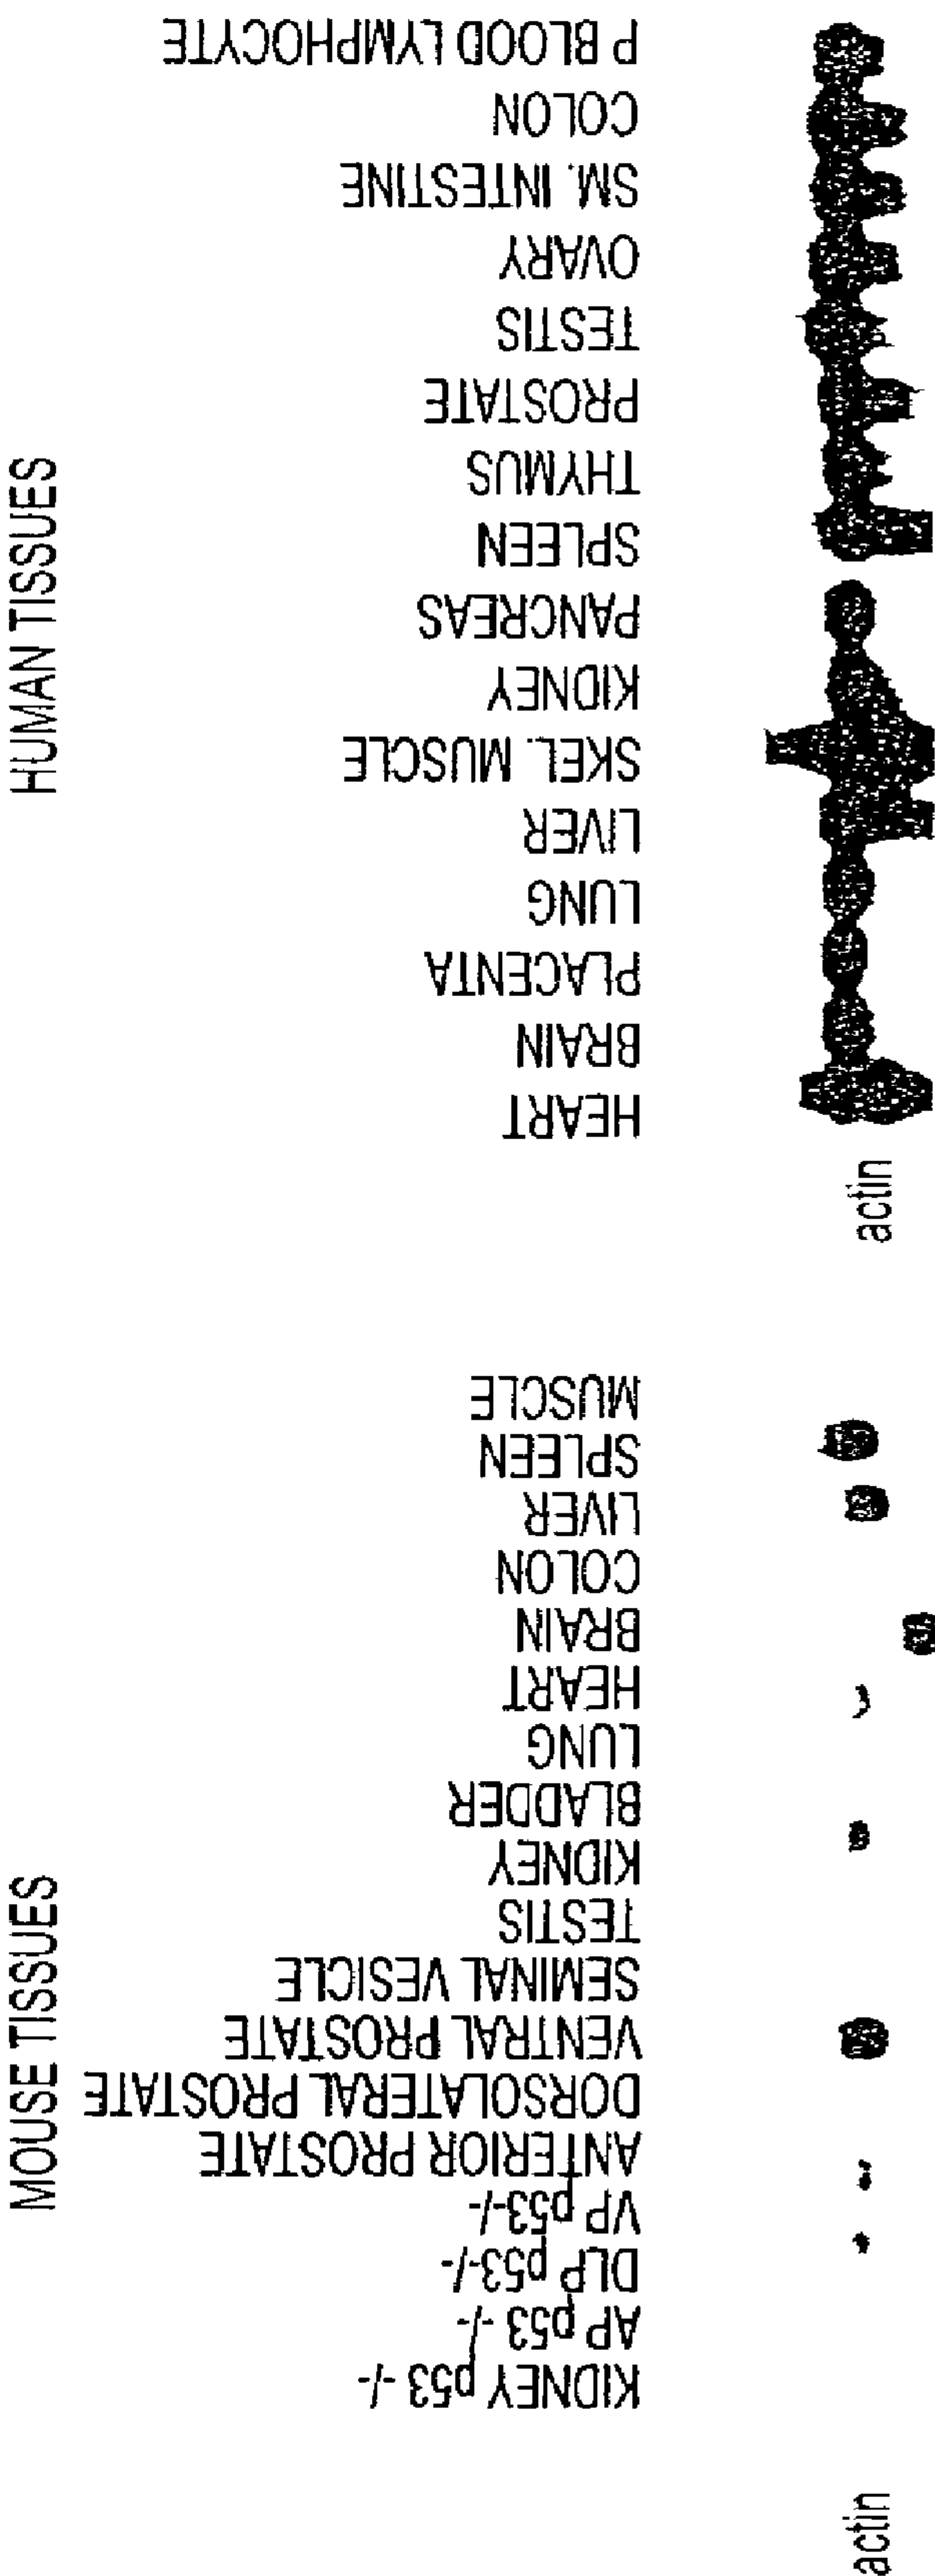 HUMAN TISSUES
P BLOOD LYMPHOCYTE
COLON
SM. INTESTINE
OVARY
TESTIS
PROSTATE
THYMUS
SPLEEN
PANCREAS
KIDNEY
SKEL. MUSCLE
LIVER
LUNG
PLACENTA
BRAIN
HEART
actin
MOUSE TISSUES
MUSCLE
SPLEEN
LIVER
COLON
BRAIN
HEART
LUNG
BLADDER
KIDNEY
TESTIS
SEMINAL VESICLE
VENTRAL PROSTATE
DORSOLATERAL PROSTATE
ANTERIOR PROSTATE
VP p53-/-
DLP p53-/-
AP p53 -/-
KIDNEY p53 -/-
actin